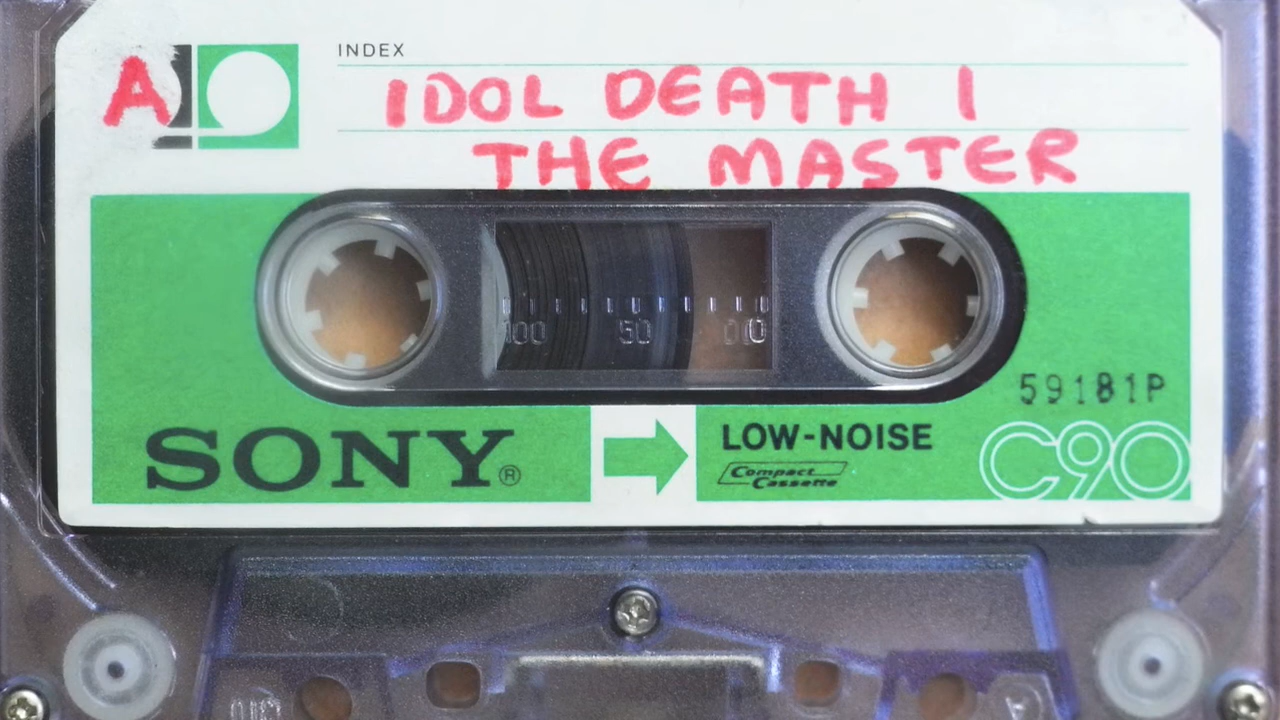 INDEX
A
IDOL DEATH 1
THE MASTER
100 50 0
59181P
SONY®
LOW-NOISE
Compact
Cassette
C90